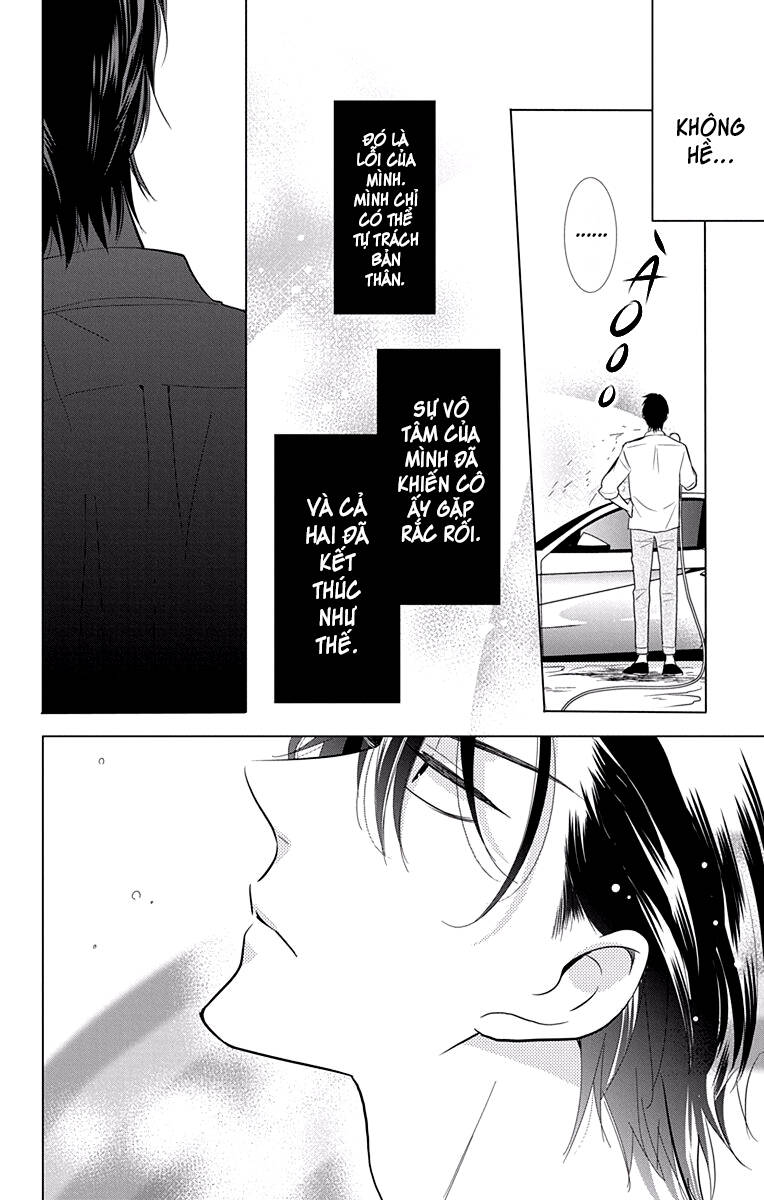 KHÔNG
HỀ...
......
ÀO...
ĐÓ LÀ
LỖI CỦA
MÌNH.
MÌNH CHỈ
CÓ THỂ
TỰ TRÁCH
BẢN
THÂN.
SỰ VÔ
TÂM CỦA
MÌNH ĐÃ
KHIẾN CÔ
ẤY GẶP
RẮC RỐI.
VÀ CẢ
HAI ĐÃ
KẾT
THÚC
NHƯ
THẾ.